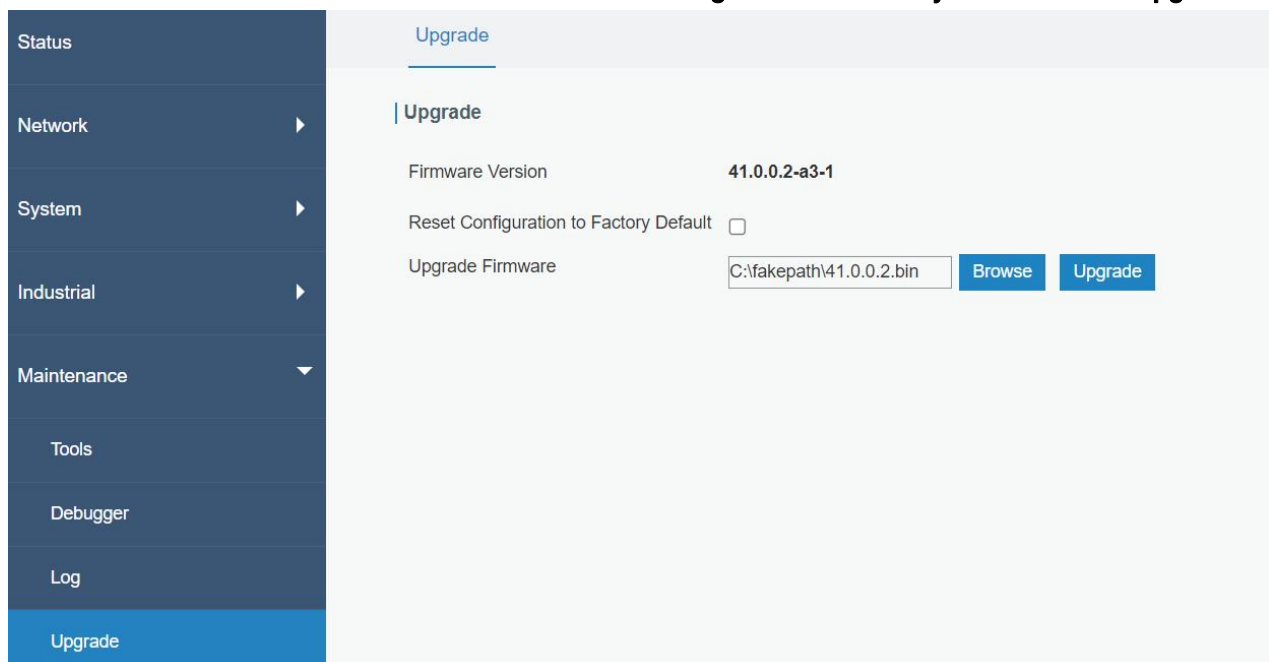 Status
Network
System
Industrial
Maintenance
Tools
Debugger
Log
Upgrade
Upgrade
Upgrade
Firmware Version 41.0.0.2-a3-1
Reset Configuration to Factory Default
Upgrade Firmware C:\fakepath\41.0.0.2.bin Browse Upgrade